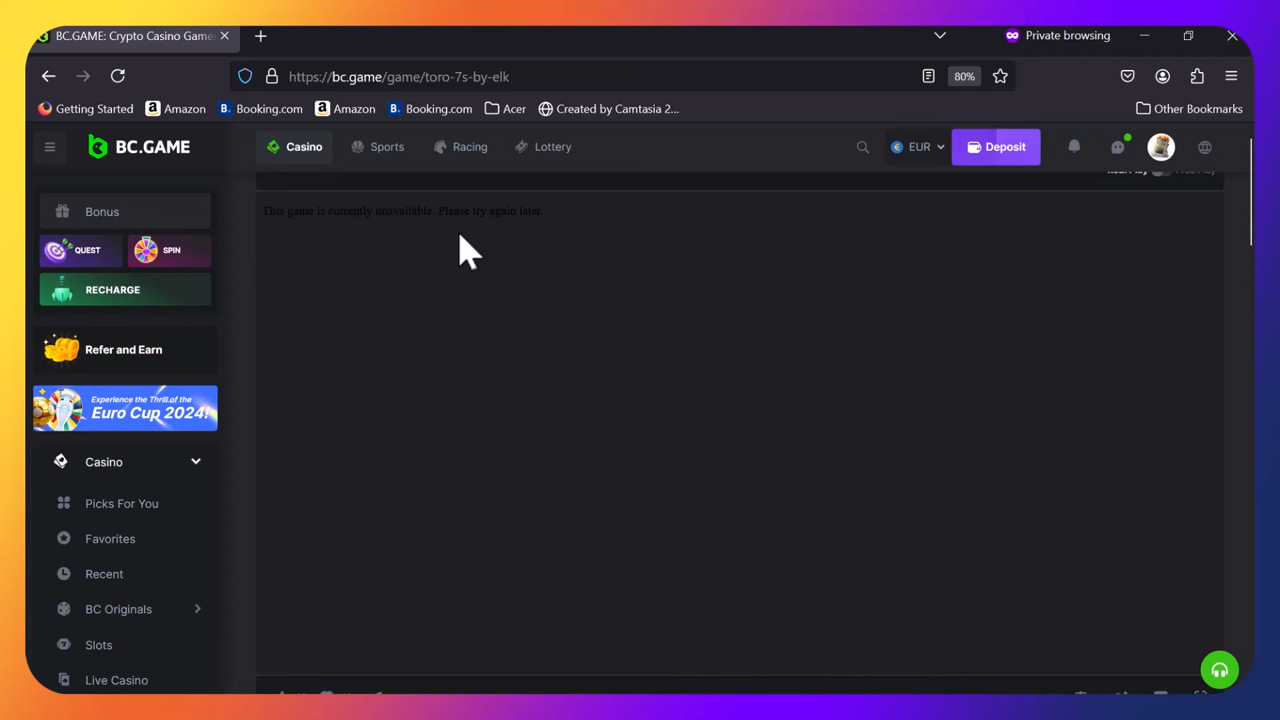 BC.GAME: Crypto Casino Games
Private browsing
https://bc.game/game/toro-7s-by-elk
80%
Getting Started
Amazon
Booking.com
Amazon
Booking.com
Acer
Created by Camtasia 2...
Other Bookmarks
BC.GAME
Casino
Sports
Racing
Lottery
EUR
Deposit
This game is currently unavailable. Please try again later.
Bonus
QUEST
SPIN
RECHARGE
Refer and Earn
Experience the Thrill of the
Euro Cup 2024!
Casino
Picks For You
Favorites
Recent
BC Originals
Slots
Live Casino